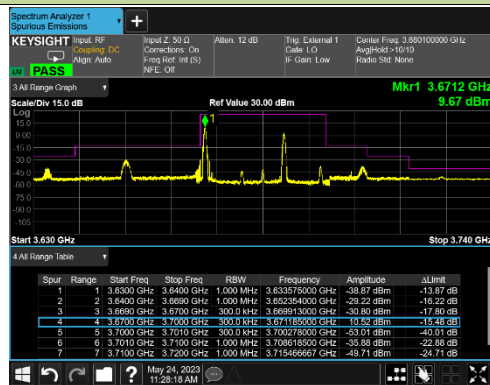 Spectrum Analyzer 1
Spurious Emissions
KEYSIGHT Input: RF Input Z: 50 Ω Atten: 12 dB Trig: External 1 Center Freq: 3.680100000 GHz
Coupling: DC Corrections: On Gate: LO Avg|Hold:>10/10
Align: Auto Freq Ref: Int (S) IF Gain: Low Radio Std: None
LM PASS NFE: Off
3 All Range Graph Mkr1 3.6712 GHz
Scale/Div 15.0 dB Ref Value 30.00 dBm 9.67 dBm
Log
15.0
0.00
-15.0
-30.0
-45.0
-60.0
-75.0
-90.0
-105
1
Start 3.630 GHz Stop 3.740 GHz
4 All Range Table
Spur Range Start Freq Stop Freq RBW Frequency Amplitude ΔLimit
1 1 3.6300 GHz 3.6400 GHz 1.000 MHz 3.633575000 GHz -38.87 dBm -13.87 dB
2 2 3.6400 GHz 3.6690 GHz 1.000 MHz 3.652354000 GHz -29.22 dBm -16.22 dB
3 3 3.6690 GHz 3.6700 GHz 300.0 kHz 3.669913000 GHz -30.80 dBm -17.80 dB
4 4 3.6700 GHz 3.7000 GHz 300.0 kHz 3.671185000 GHz 10.52 dBm -15.48 dB
5 5 3.7000 GHz 3.7010 GHz 300.0 kHz 3.700278000 GHz -53.01 dBm -40.01 dB
6 6 3.7010 GHz 3.7100 GHz 1.000 MHz 3.708618500 GHz -35.88 dBm -22.88 dB
7 7 3.7100 GHz 3.7200 GHz 1.000 MHz 3.715466667 GHz -49.71 dBm -24.71 dB
May 24, 2023
11:28:18 AM